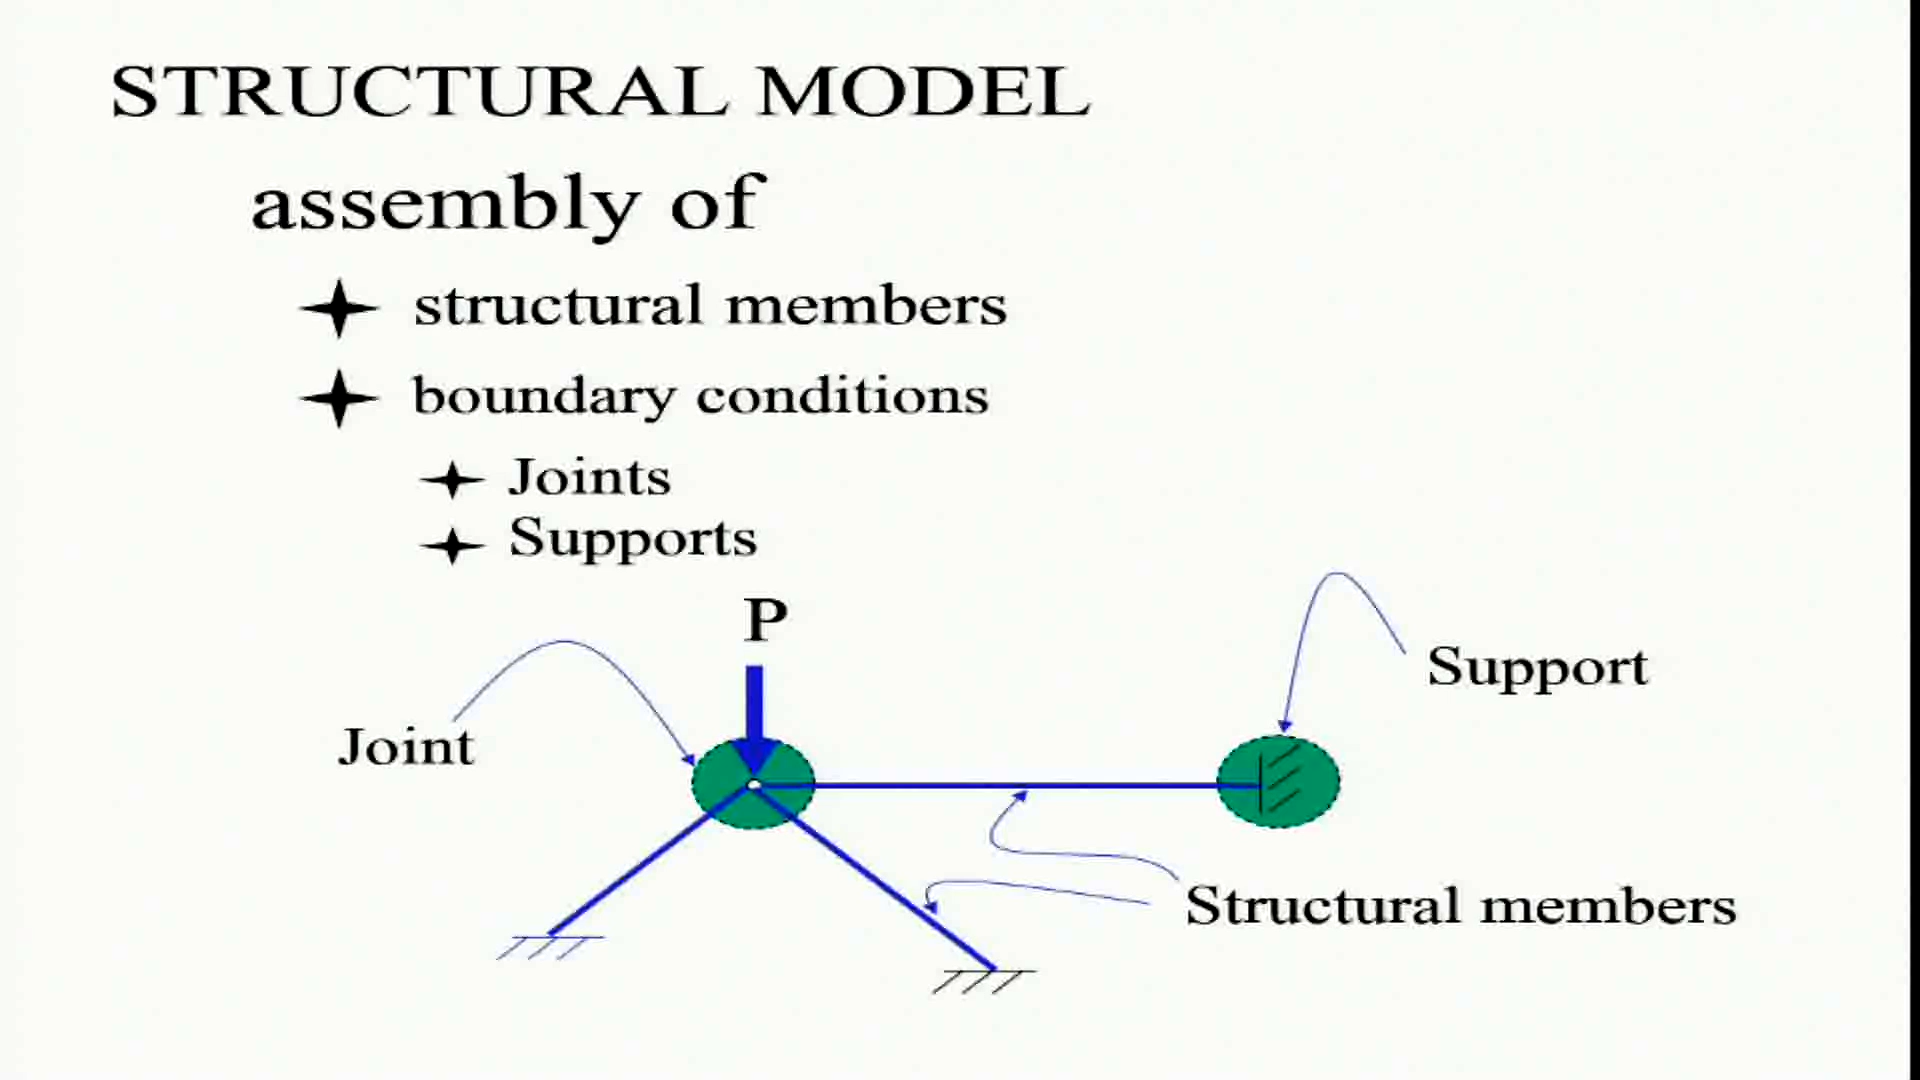 STRUCTURAL MODEL
assembly of
structural members
boundary conditions
Joints
Supports
P
Support
Joint
Structural members